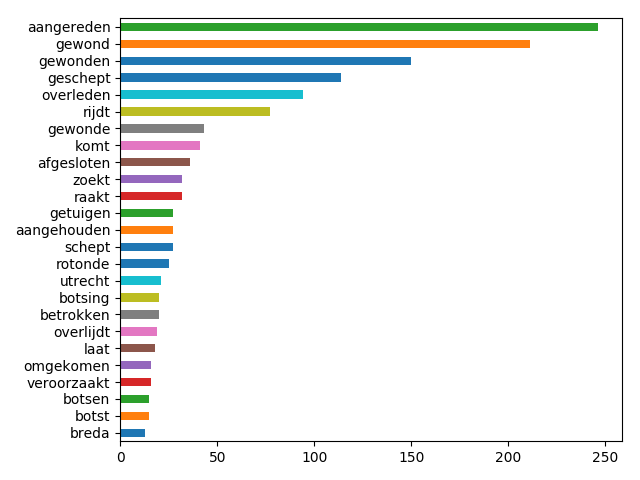 aangereden
gewond
gewonden
geschept
overleden
rijdt
gewonde
komt
afgesloten
zoekt
raakt
getuigen
aangehouden
schept
rotonde
utrecht
botsing
betrokken
overlijdt
laat
omgekomen
veroorzaakt
botsen
botst
breda
0 50 100 150 200 250